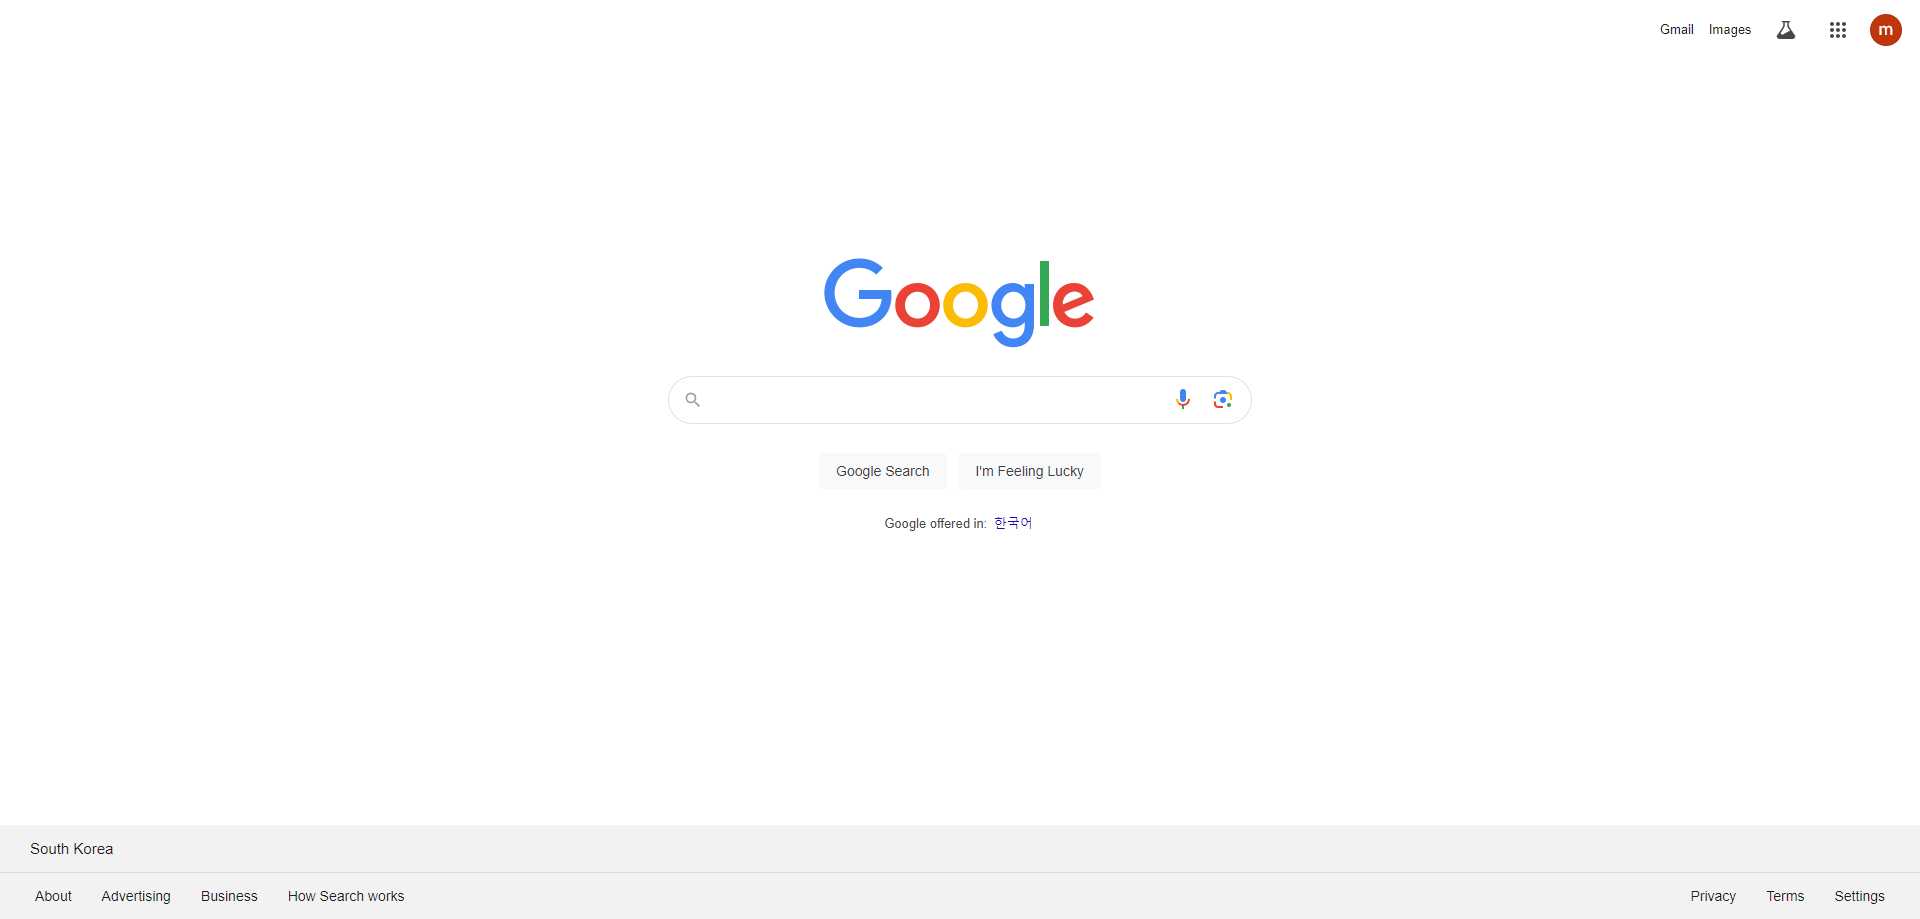 Gmail Images m
Google
Google Search I'm Feeling Lucky
Google offered in: 한국어
South Korea
About Advertising Business How Search works Privacy Terms Settings